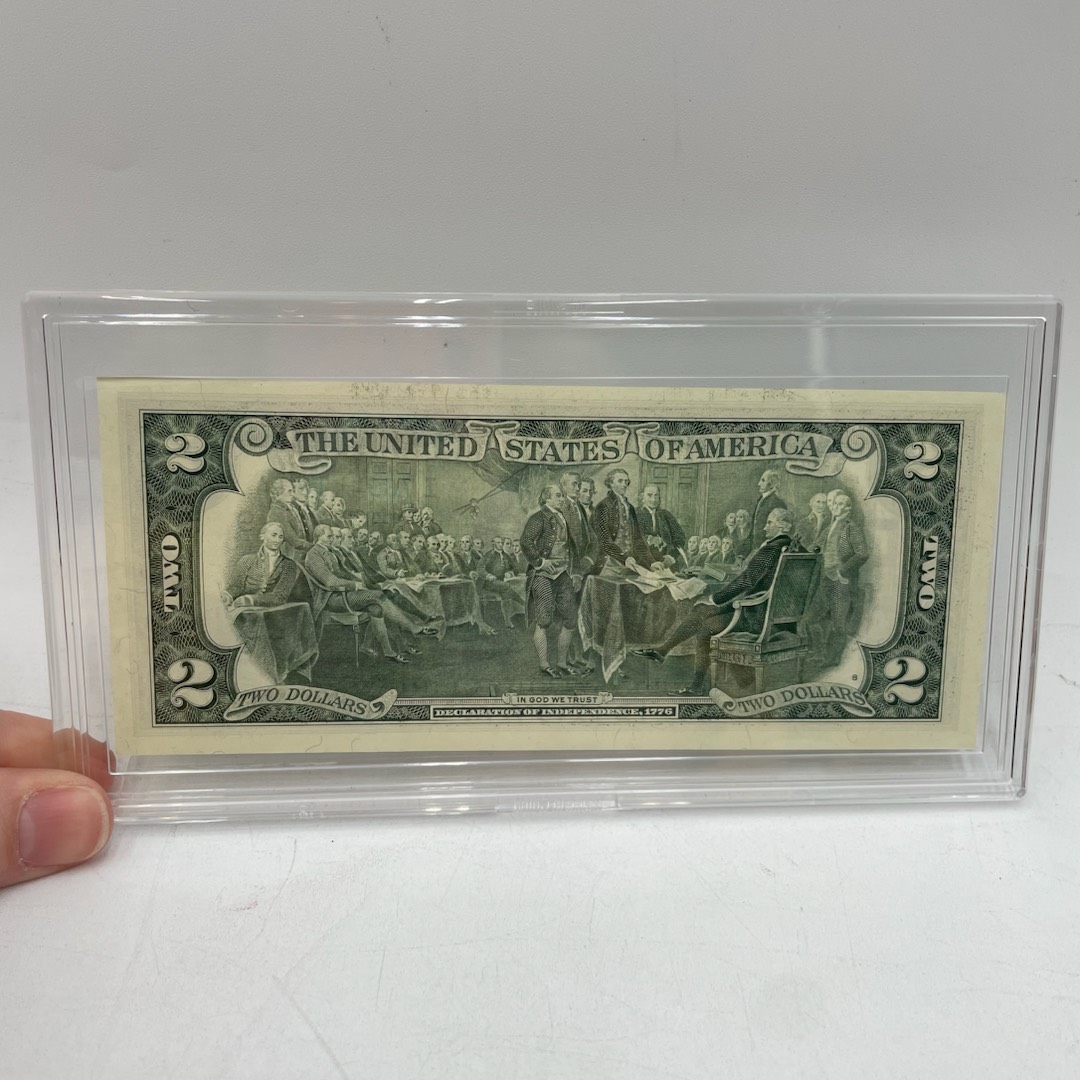 THE UNITED STATES OF AMERICA
2
2
TWO
TWO
2
2
TWO DOLLARS
IN GOD WE TRUST
TWO DOLLARS
8
DECLARATION OF INDEPENDENCE, 1776